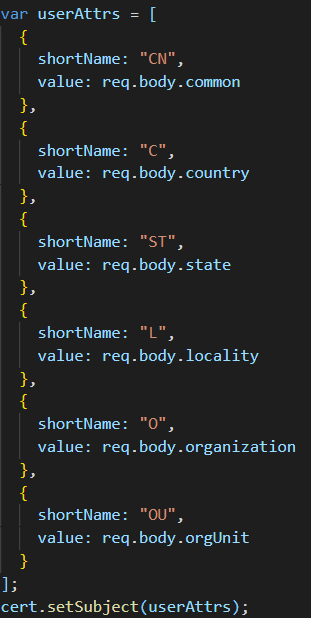 var userAttrs = [
  {
    shortName: "CN",
    value: req.body.common
  },
  {
    shortName: "C",
    value: req.body.country
  },
  {
    shortName: "ST",
    value: req.body.state
  },
  {
    shortName: "L",
    value: req.body.locality
  },
  {
    shortName: "O",
    value: req.body.organization
  },
  {
    shortName: "OU",
    value: req.body.orgUnit
  }
];
cert.setSubject(userAttrs);